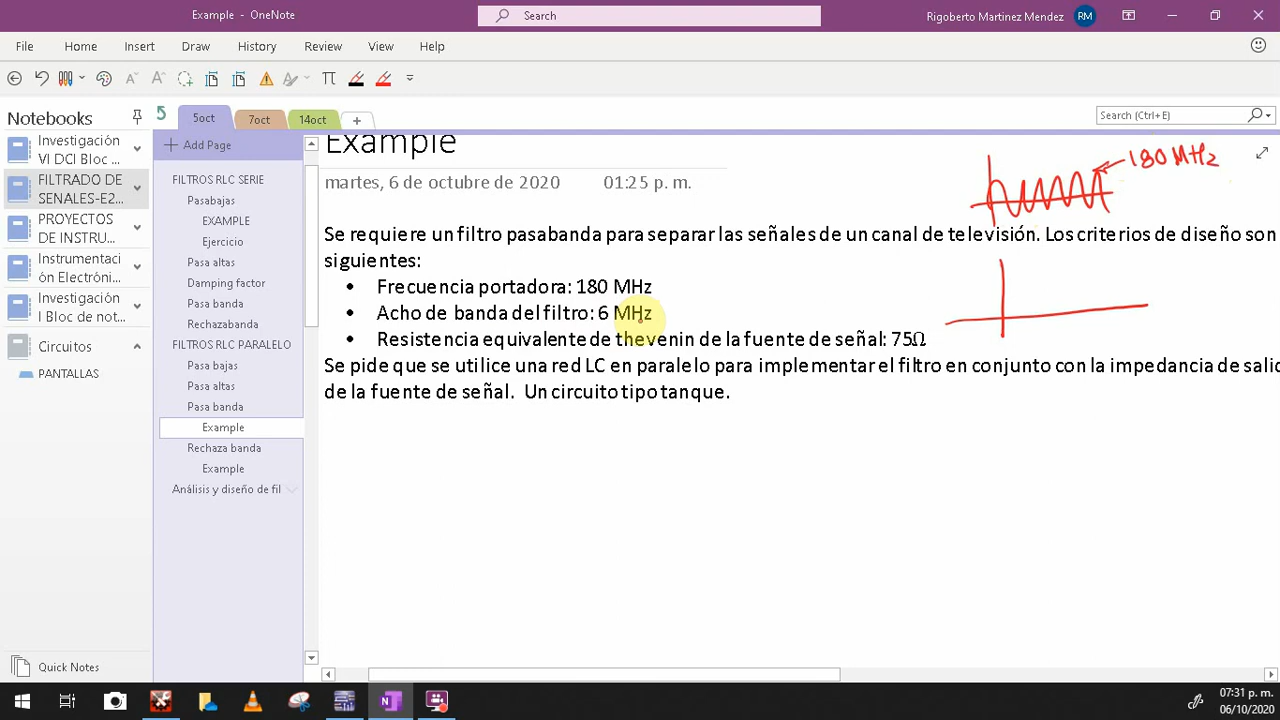 Example - OneNote
Search
Rigoberto Martinez Mendez RM
File Home Insert Draw History Review View Help
Notebooks
5oct 7oct 14oct +
Search (Ctrl+E)
Investigación
VI DCI Bloc ...
FILTRADO DE
SENALES-E2...
PROYECTOS
DE INSTRU...
Instrumentaci
ón Electróni...
Investigación
I Bloc de not...
Circuitos
PANTALLAS
Quick Notes
Add Page
FILTROS RLC SERIE
Pasabajas
EXAMPLE
Ejercicio
Pasa altas
Damping factor
Pasa banda
Rechazabanda
FILTROS RLC PARALELO
Pasa bajas
Pasa altas
Pasa banda
Example
Rechaza banda
Example
Análisis y diseño de fil
Example
martes, 6 de octubre de 2020 01:25 p. m.
180 MHz
Se requiere un filtro pasabanda para separar las señales de un canal de televisión. Los criterios de diseño son
siguientes:
• Frecuencia portadora: 180 MHz
• Acho de banda del filtro: 6 MHz
• Resistencia equivalente de thevenin de la fuente de señal: 75Ω
Se pide que se utilice una red LC en paralelo para implementar el filtro en conjunto con la impedancia de salid
de la fuente de señal. Un circuito tipo tanque.
07:31 p. m.
06/10/2020